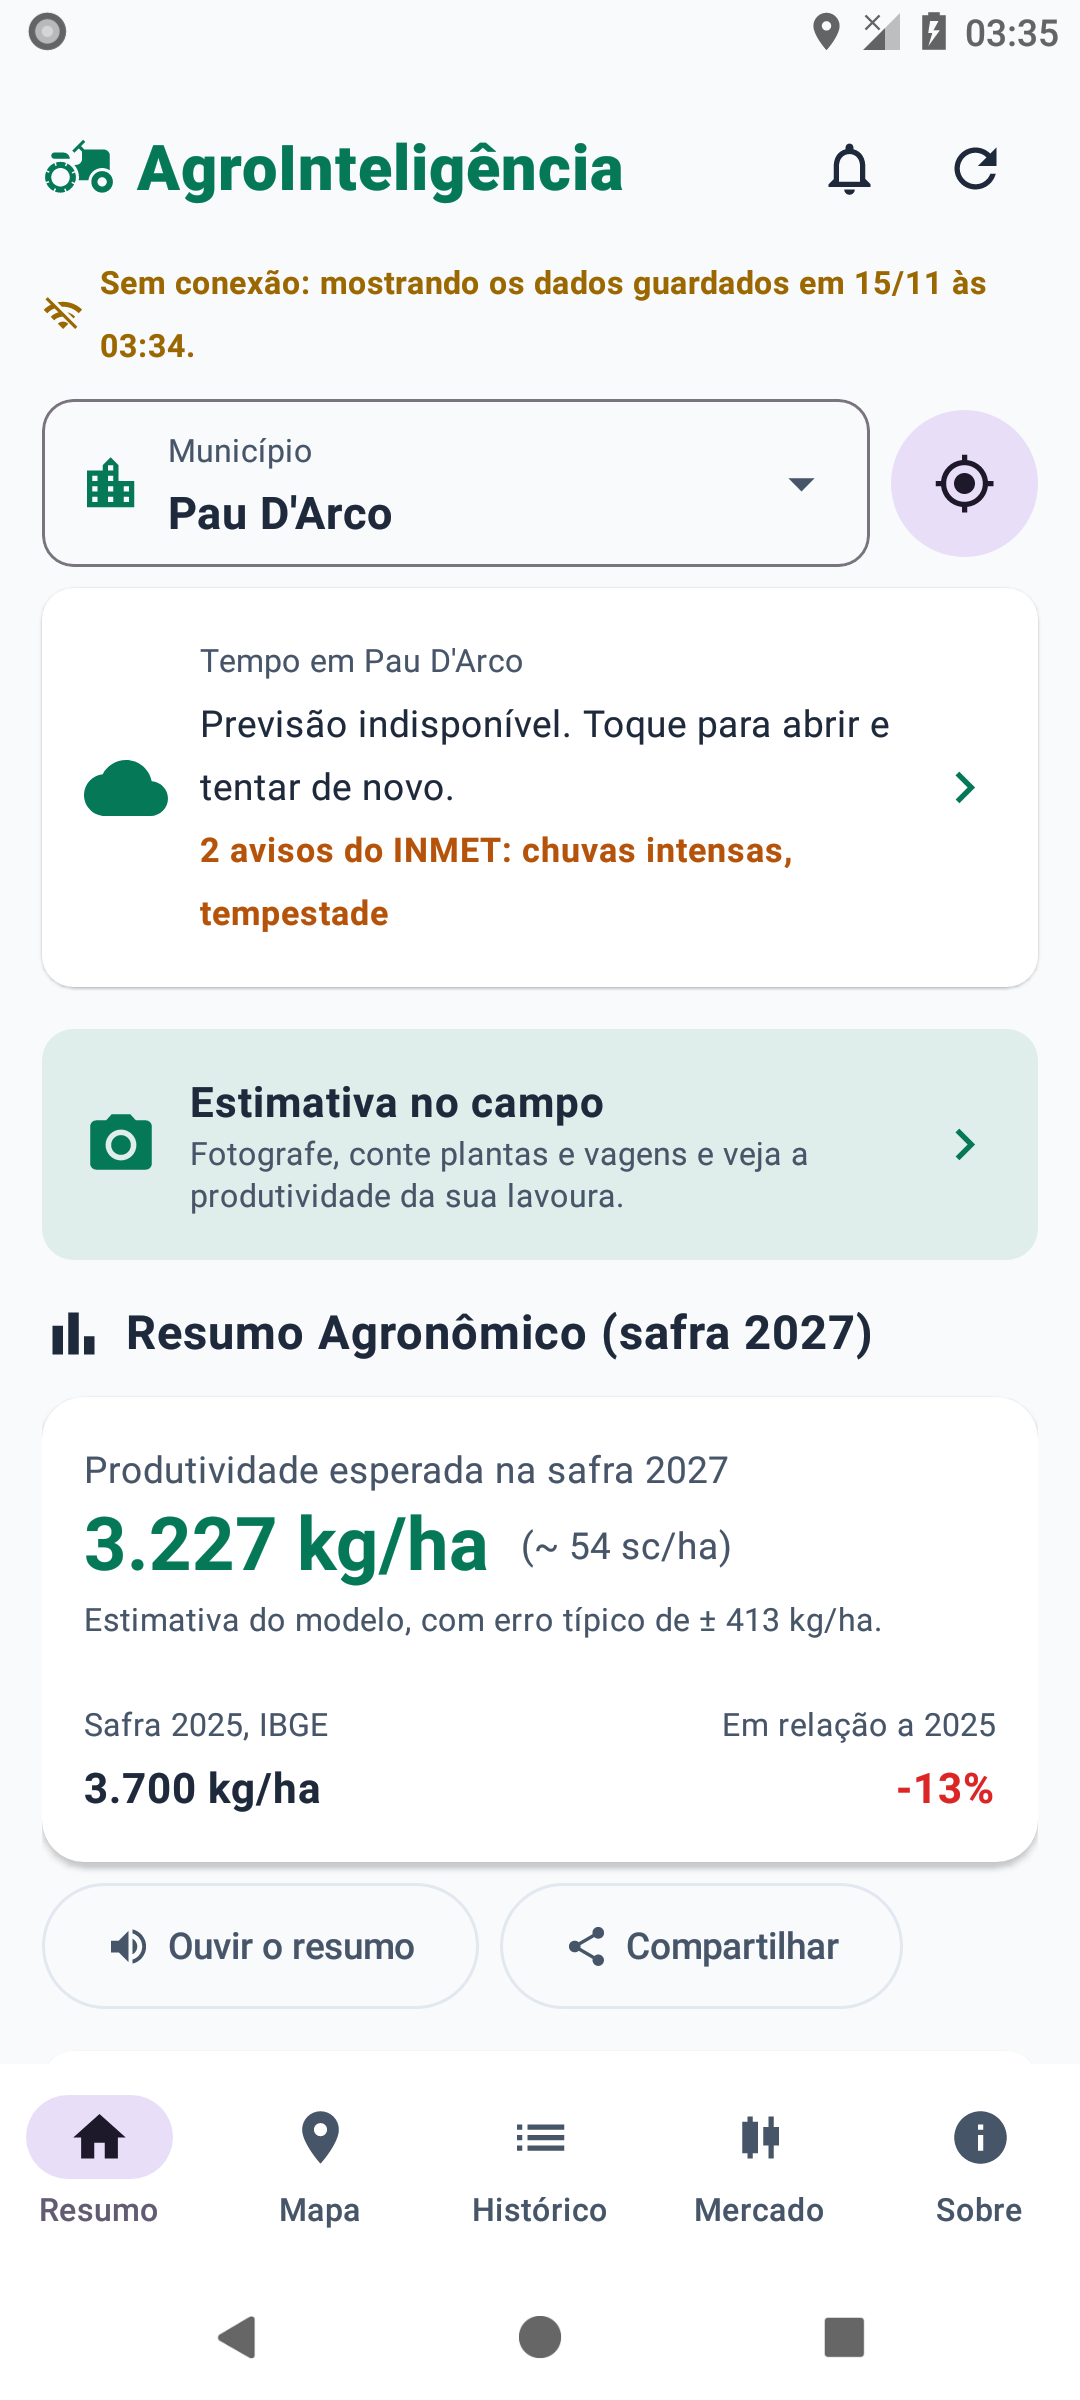 03:35
AgroInteligência
Sem conexão: mostrando os dados guardados em 15/11 às
03:34.
Município
Pau D'Arco
Tempo em Pau D'Arco
Previsão indisponível. Toque para abrir e
tentar de novo.
2 avisos do INMET: chuvas intensas,
tempestade
Estimativa no campo
Fotografe, conte plantas e vagens e veja a
produtividade da sua lavoura.
Resumo Agronômico (safra 2027)
Produtividade esperada na safra 2027
3.227 kg/ha (~ 54 sc/ha)
Estimativa do modelo, com erro típico de ± 413 kg/ha.
Safra 2025, IBGE Em relação a 2025
3.700 kg/ha -13%
Ouvir o resumo Compartilhar
Resumo Mapa Histórico Mercado Sobre